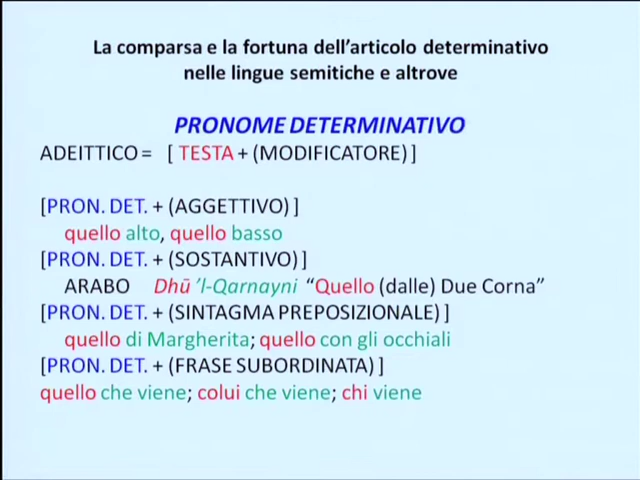 La comparsa e la fortuna dell’articolo determinativo
nelle lingue semitiche e altrove
PRONOME DETERMINATIVO
ADEITTICO = [ TESTA + (MODIFICATORE) ]
[PRON. DET. + (AGGETTIVO) ]
quello alto, quello basso
[PRON. DET. + (SOSTANTIVO) ]
ARABO Dhū ’l-Qarnayni “Quello (dalle) Due Corna”
[PRON. DET. + (SINTAGMA PREPOSIZIONALE) ]
quello di Margherita; quello con gli occhiali
[PRON. DET. + (FRASE SUBORDINATA) ]
quello che viene; colui che viene; chi viene